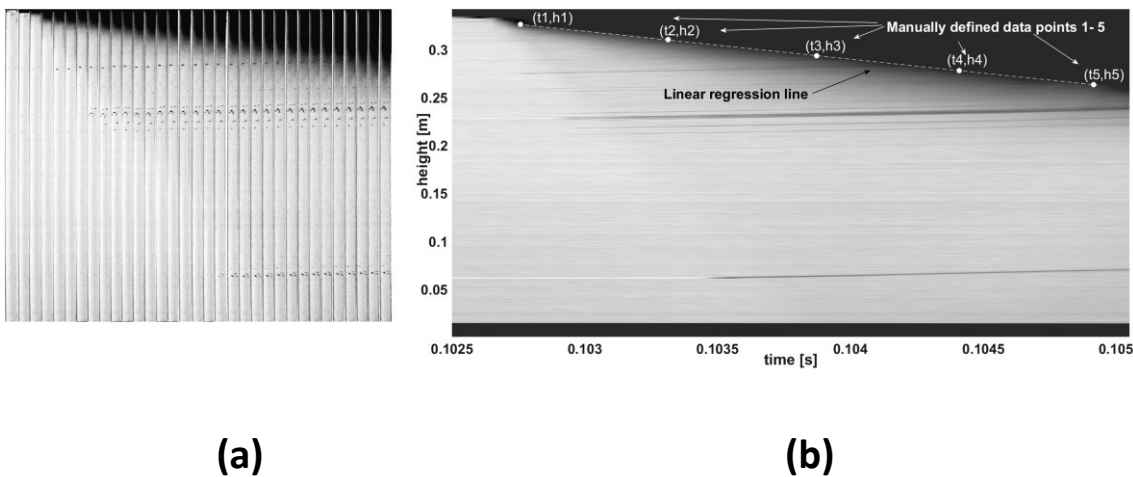 (t1,h1)
(t2,h2)
(t3,h3)
(t4,h4)
(t5,h5)
Manually defined data points 1- 5
Linear regression line
height [m]
0.3
0.25
0.2
0.15
0.1
0.05
0.1025
0.103
0.1035
0.104
0.1045
0.105
time [s]
(a)
(b)